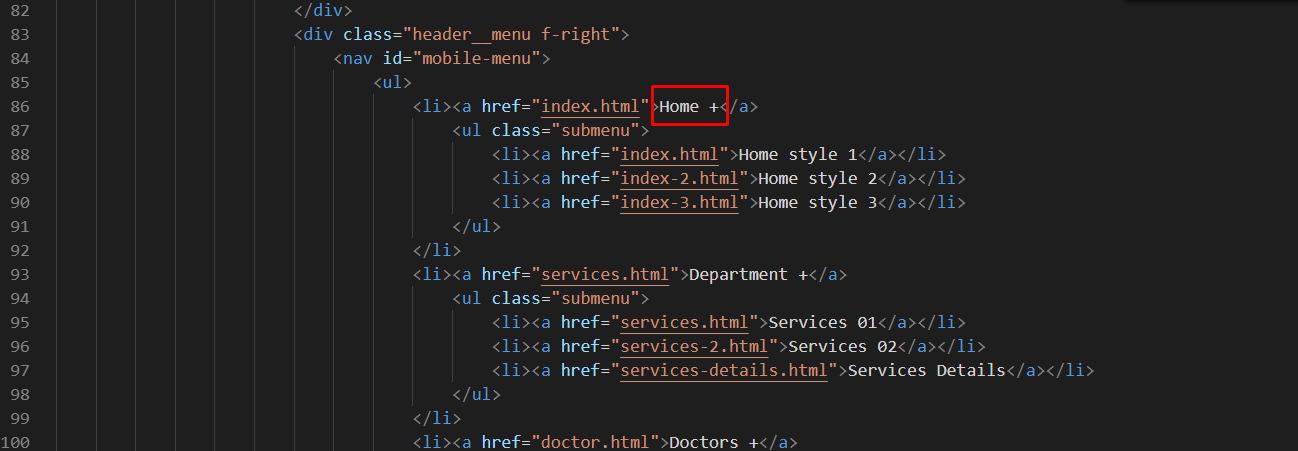 82 </div>
83 <div class="header__menu f-right">
84 <nav id="mobile-menu">
85 <ul>
86 <li><a href="index.html">Home +</a>
87 <ul class="submenu">
88 <li><a href="index.html">Home style 1</a></li>
89 <li><a href="index-2.html">Home style 2</a></li>
90 <li><a href="index-3.html">Home style 3</a></li>
91 </ul>
92 </li>
93 <li><a href="services.html">Department +</a>
94 <ul class="submenu">
95 <li><a href="services.html">Services 01</a></li>
96 <li><a href="services-2.html">Services 02</a></li>
97 <li><a href="services-details.html">Services Details</a></li>
98 </ul>
99 </li>
100 <li><a href="doctor.html">Doctors +</a>